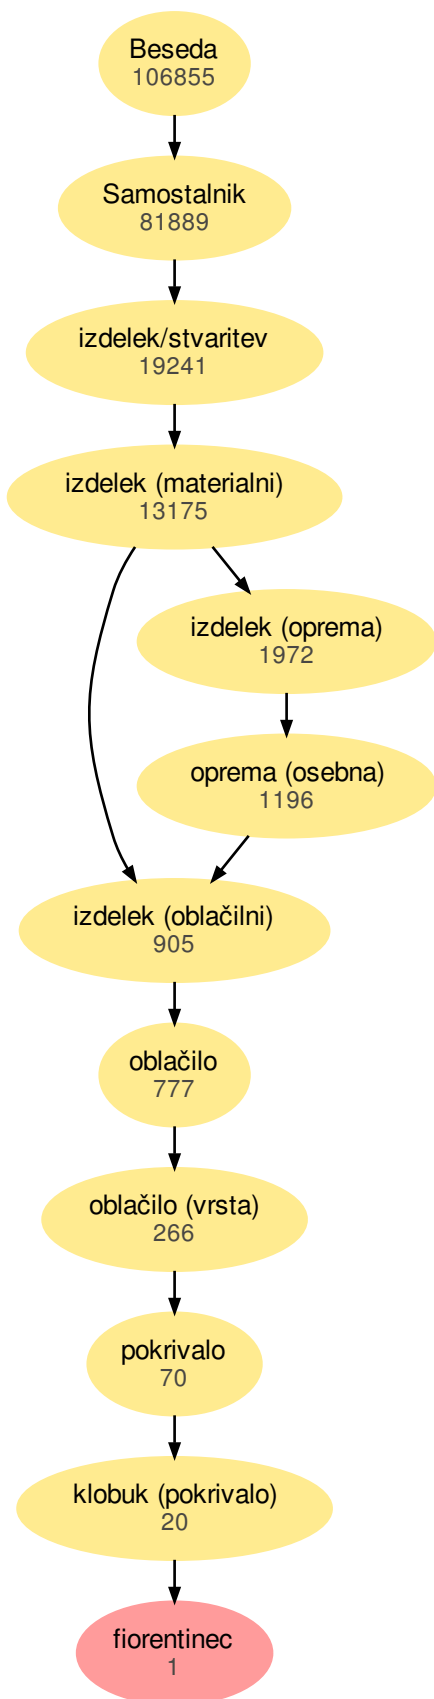 Beseda
106855
Samostalnik
81889
izdelek/stvaritev
19241
izdelek (materialni)
13175
izdelek (oprema)
1972
oprema (osebna)
1196
izdelek (oblačilni)
905
oblačilo
777
oblačilo (vrsta)
266
pokrivalo
70
klobuk (pokrivalo)
20
fiorentinec
1